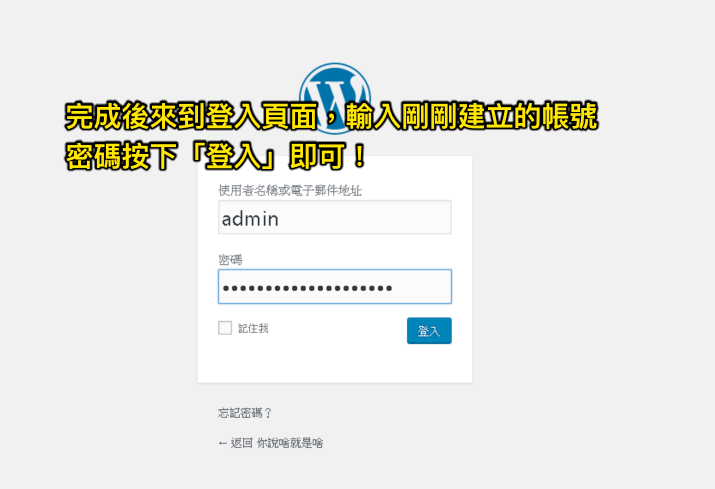 完成後來到登入頁面，輸入剛剛建立的帳號
密碼按下「登入」即可！
使用者名稱或電子郵件地址
admin
密碼
••••••••••••••••••••
記住我
登入
忘記密碼？
← 返回 你說啥就是啥